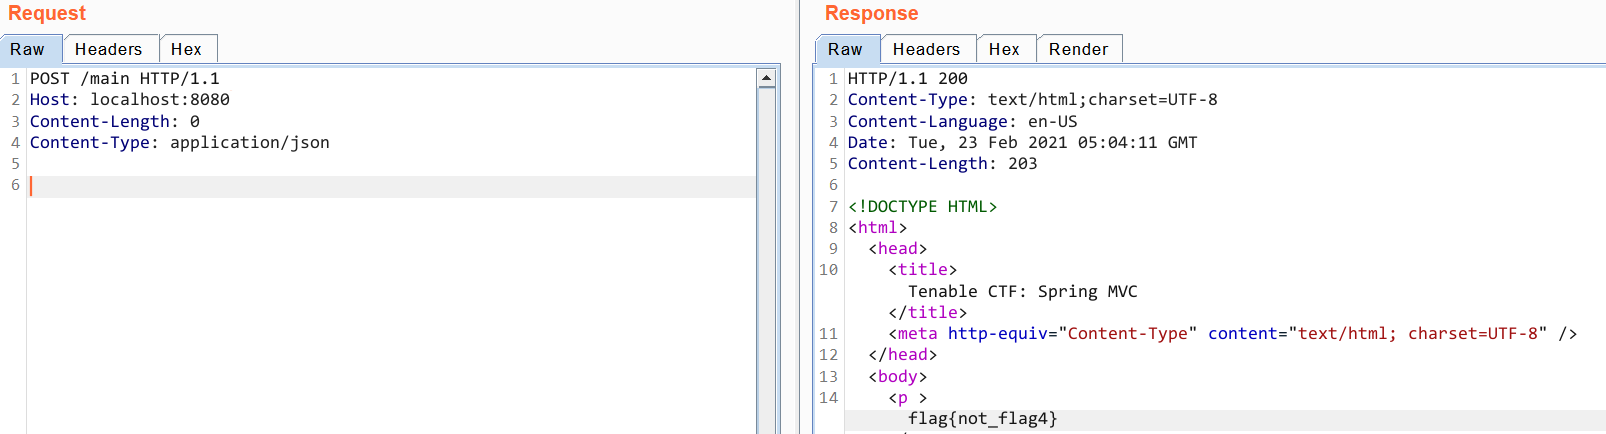 Request
Raw Headers Hex
1 POST /main HTTP/1.1
2 Host: localhost:8080
3 Content-Length: 0
4 Content-Type: application/json
5
6
Response
Raw Headers Hex Render
1 HTTP/1.1 200
2 Content-Type: text/html;charset=UTF-8
3 Content-Language: en-US
4 Date: Tue, 23 Feb 2021 05:04:11 GMT
5 Content-Length: 203
6
7 <!DOCTYPE HTML>
8 <html>
9 <head>
10 <title>
Tenable CTF: Spring MVC
</title>
11 <meta http-equiv="Content-Type" content="text/html; charset=UTF-8" />
12 </head>
13 <body>
14 <p >
flag{not_flag4}